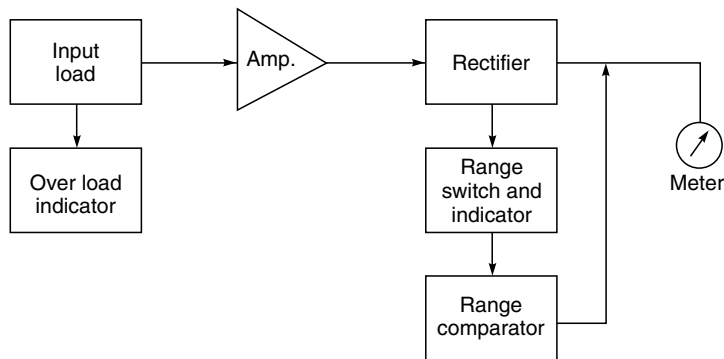 Input
load
Amp.
Rectifier
Over load
indicator
Range
switch and
indicator
Meter
Range
comparator